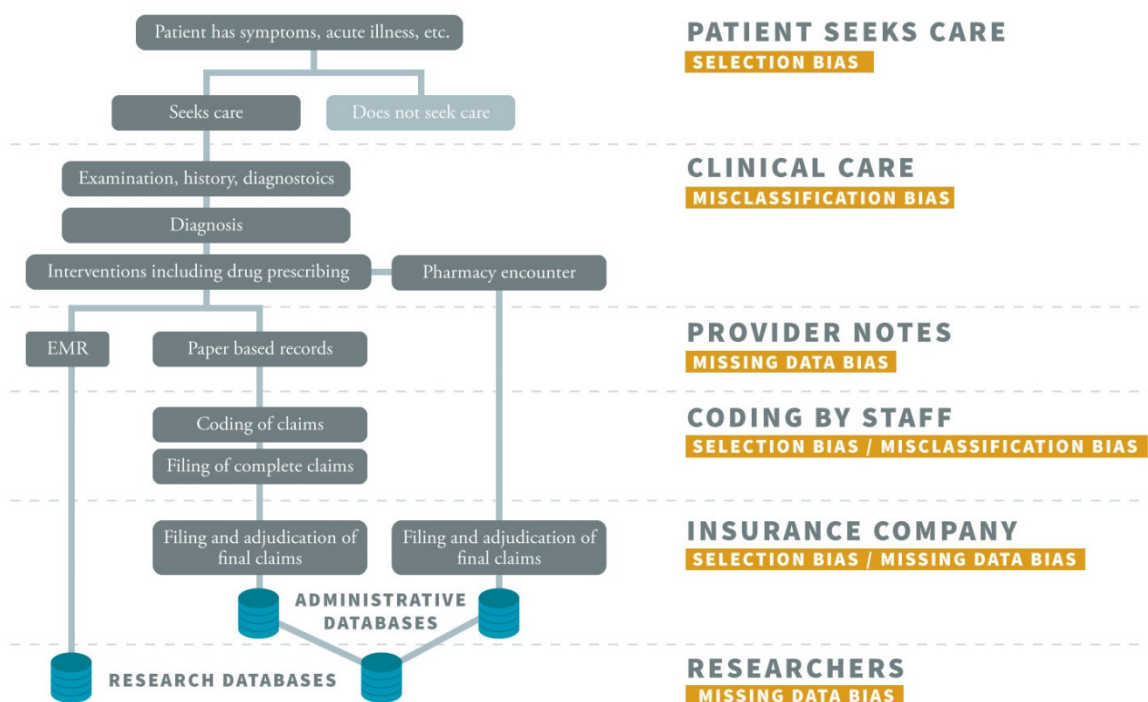 Patient has symptoms, acute illness, etc.
PATIENT SEEKS CARE
SELECTION BIAS
Seeks care
Does not seek care
Examination, history, diagnostoics
CLINICAL CARE
MISCLASSIFICATION BIAS
Diagnosis
Interventions including drug prescribing
Pharmacy encounter
EMR
Paper based records
PROVIDER NOTES
MISSING DATA BIAS
Coding of claims
Filing of complete claims
CODING BY STAFF
SELECTION BIAS / MISCLASSIFICATION BIAS
Filing and adjudication of
final claims
Filing and adjudication of
final claims
INSURANCE COMPANY
SELECTION BIAS / MISSING DATA BIAS
ADMINISTRATIVE
DATABASES
RESEARCH DATABASES
RESEARCHERS
MISSING DATA BIAS